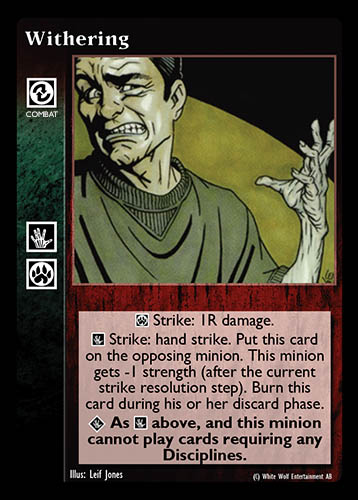 Withering
COMBAT
Strike: 1R damage.
Strike: hand strike. Put this card
on the opposing minion. This minion
gets -1 strength (after the current
strike resolution step). Burn this
card during his or her discard phase.
As above, and this minion
cannot play cards requiring any
Disciplines.
Illus: Leif Jones
(C) White Wolf Entertainment AB